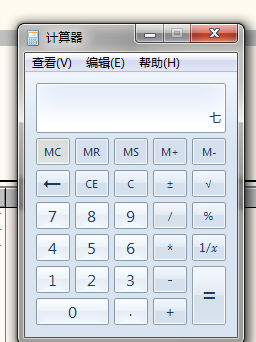 计算器
查看(V) 编辑(E) 帮助(H)
七
MC MR MS M+ M-
← CE C ± √
7 8 9 / %
4 5 6 * 1/x
1 2 3 - =
0 . +